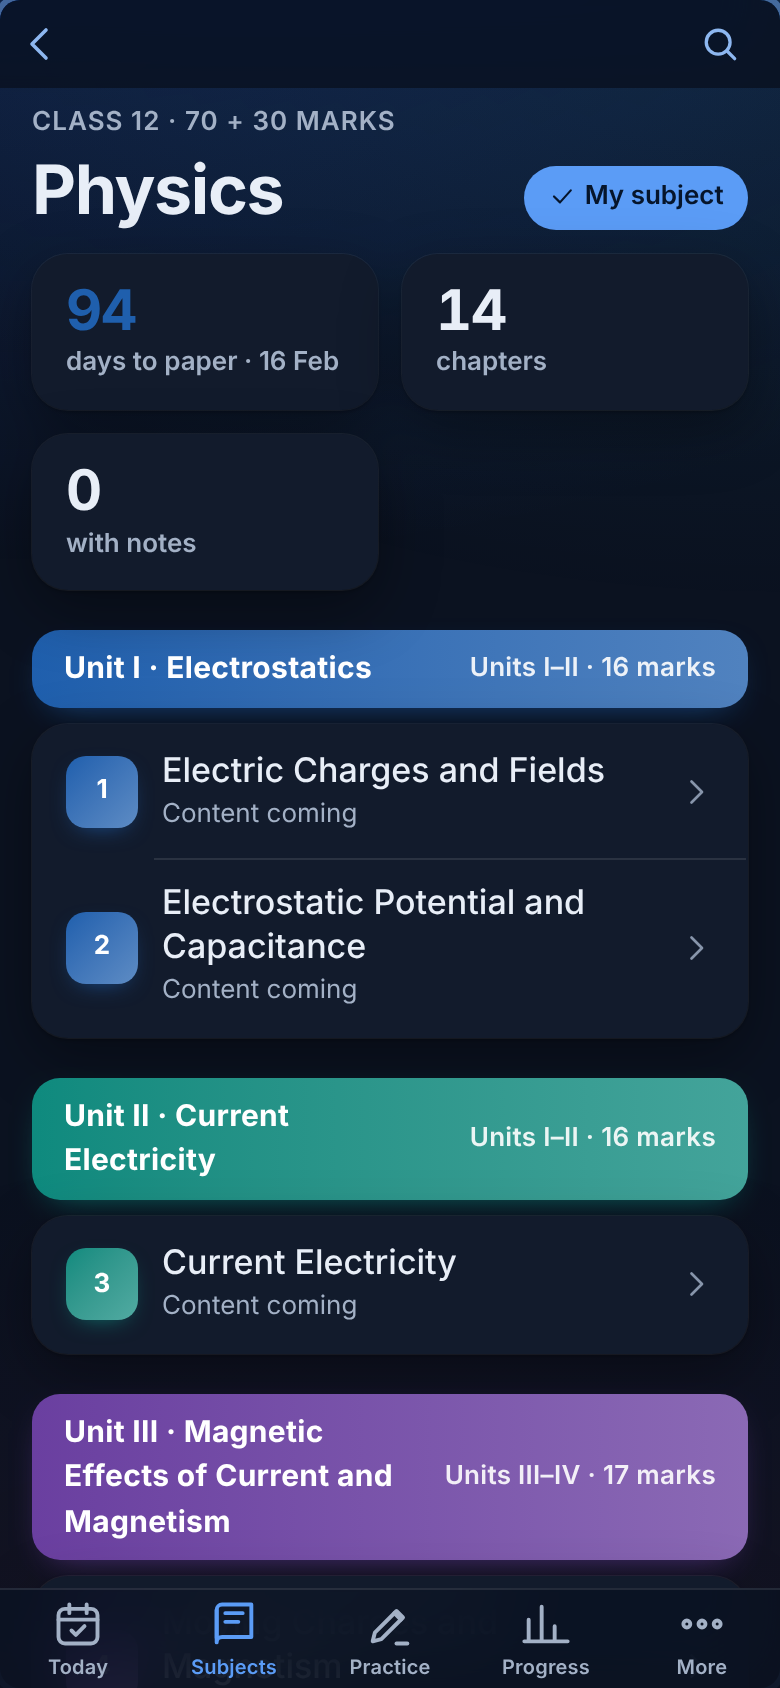 CLASS 12 · 70 + 30 MARKS
Physics
My subject
94
days to paper · 16 Feb
14
chapters
0
with notes
Unit I · Electrostatics
Units I–II · 16 marks
1
Electric Charges and Fields
Content coming
2
Electrostatic Potential and
Capacitance
Content coming
Unit II · Current
Electricity
Units I–II · 16 marks
3
Current Electricity
Content coming
Unit III · Magnetic
Effects of Current and
Magnetism
Units III–IV · 17 marks
Magnetism
Today
Subjects
Practice
Progress
More